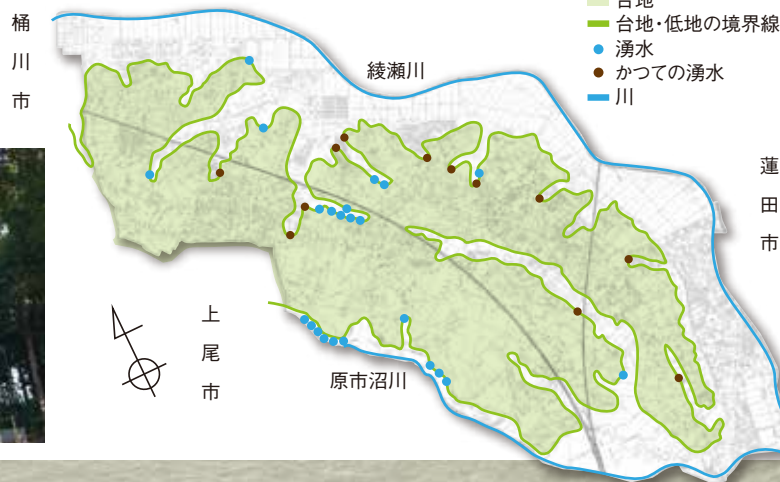 台地
台地・低地の境界線
湧水
かつての湧水
川
桶川市
綾瀬川
蓮田市
上尾市
原市沼川